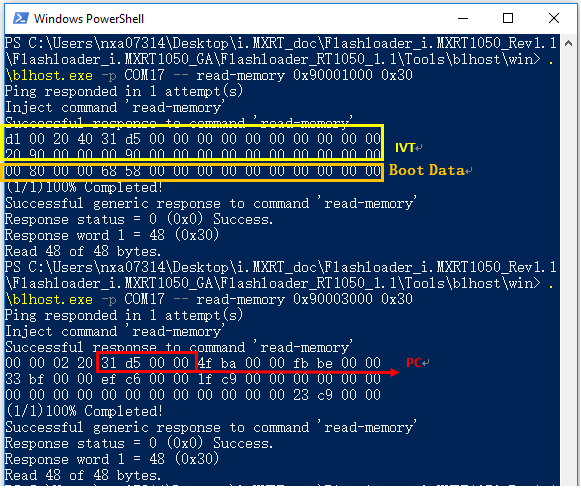 Windows PowerShell
PS C:\Users\nxa07314\Desktop\i.MXRT_doc\Flashloader_i.MXRT1050_Rev1.1
\Flashloader_i.MXRT1050_GA\Flashloader_RT1050_1.1\Tools\blhost\win> .
\blhost.exe -p COM17 -- read-memory 0x90001000 0x30
Ping responded in 1 attempt(s)
Inject command 'read-memory'
Successful response to command 'read-memory'
d1 00 20 40 31 d5 00 00 00 00 00 00 00 00 00 00
20 90 00 00 00 90 00 00 00 00 00 00 00 00 00 00
IVT
00 80 00 00 68 58 00 00 00 00 00 00 00 00 00 00
Boot Data
(1/1)100% Completed!
Successful generic response to command 'read-memory'
Response status = 0 (0x0) Success.
Response word 1 = 48 (0x30)
Read 48 of 48 bytes.
PS C:\Users\nxa07314\Desktop\i.MXRT_doc\Flashloader_i.MXRT1050_Rev1.1
\Flashloader_i.MXRT1050_GA\Flashloader_RT1050_1.1\Tools\blhost\win> .
\blhost.exe -p COM17 -- read-memory 0x90003000 0x30
Ping responded in 1 attempt(s)
Inject command 'read-memory'
Successful response to command 'read-memory'
00 00 02 20 31 d5 00 00 4f ba 00 00 fb be 00 00
PC
33 bf 00 00 ef c6 00 00 1f c9 00 00 00 00 00 00
00 00 00 00 00 00 00 00 00 00 00 00 23 c9 00 00
(1/1)100% Completed!
Successful generic response to command 'read-memory'
Response status = 0 (0x0) Success.
Response word 1 = 48 (0x30)
Read 48 of 48 bytes.